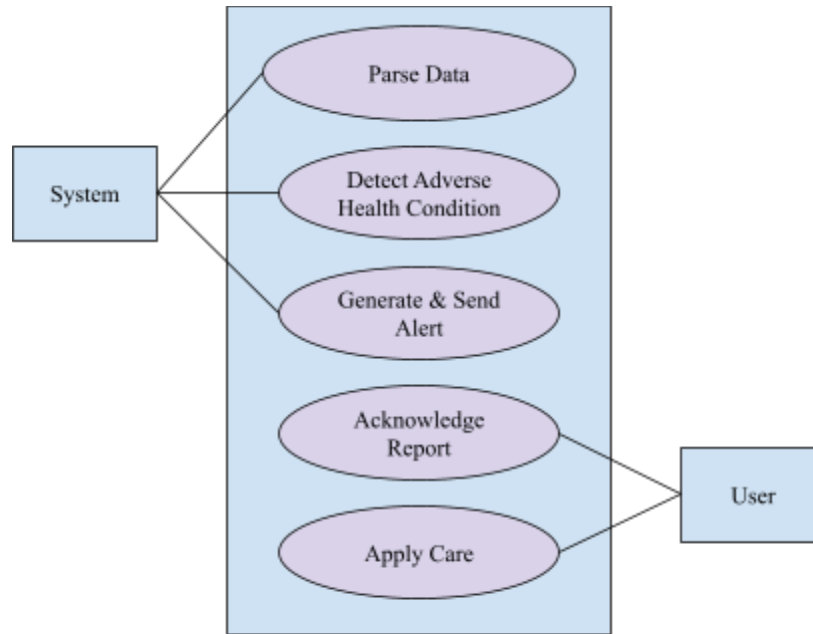 Parse Data
System
Detect Adverse
Health Condition
Generate & Send
Alert
Acknowledge
Report
User
Apply Care